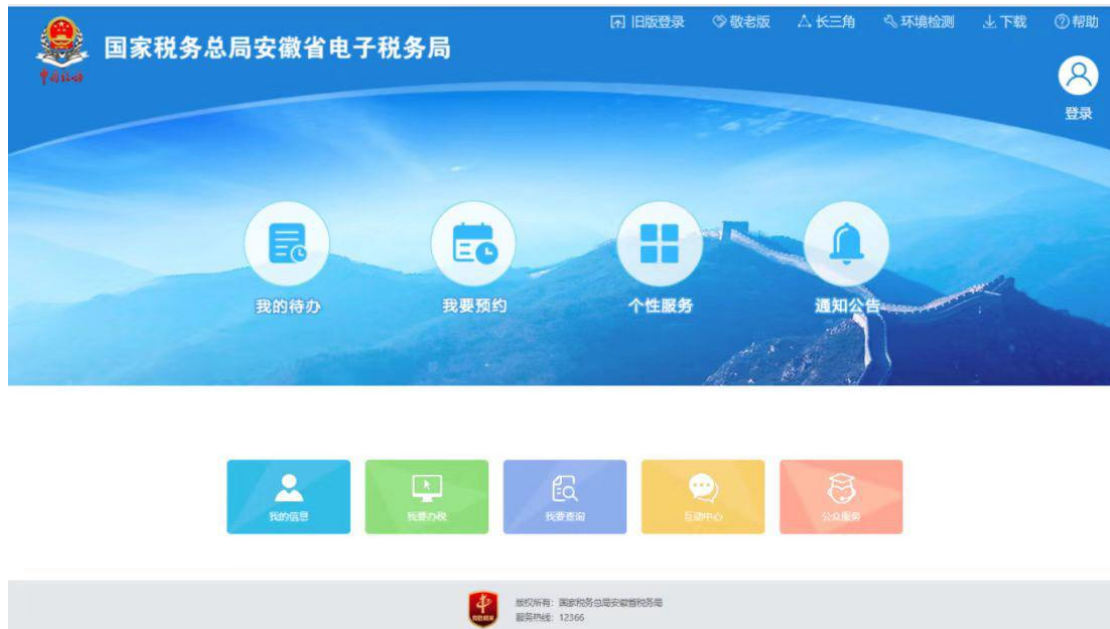 旧版登录 敬老版 长三角 环境检测 下载 帮助
国家税务总局安徽省电子税务局
中国税务
登录
我的待办 我要预约 个性服务 通知公告
我的信息 我要办税 我要查询 互动中心 公众服务
版权所有：国家税务总局安徽省税务局
服务热线：12366